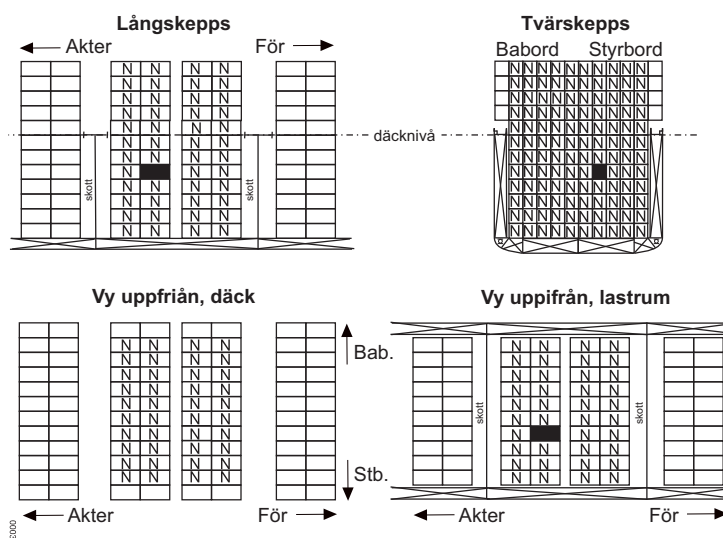 Långskepps
Akter För
N N N N
N N N N
N N N N
N N N N
N N N N
N N N N
N N N N
N N N
N N N N
N N N N
N N N N
N N N N
skott
skott
däcknivå
Tvärskepps
Babord Styrbord
N N N N N N N N N N
N N N N N N N N N N
N N N N N N N N N N
N N N N N N N N N N
N N N N N N N N N N
N N N N N N N N N N
N N N N N N N N N N
N N N N N N N N N
N N N N N N N N N N
N N N N N N N N N N
N N N N N N N N N N
N N N N N N N N N N
Vy uppfriån, däck
N N N N
N N N N
N N N N
N N N N
N N N N
N N N N
N N N N
N N N N
N N N N
N N N N
Bab.
Stb.
Akter För
Vy uppifrån, lastrum
N N N N
N N N N
N N N N
N N N N
N N N N
N N N N
N N N
N N N N
N N N N
N N N N
skott
skott
Akter För